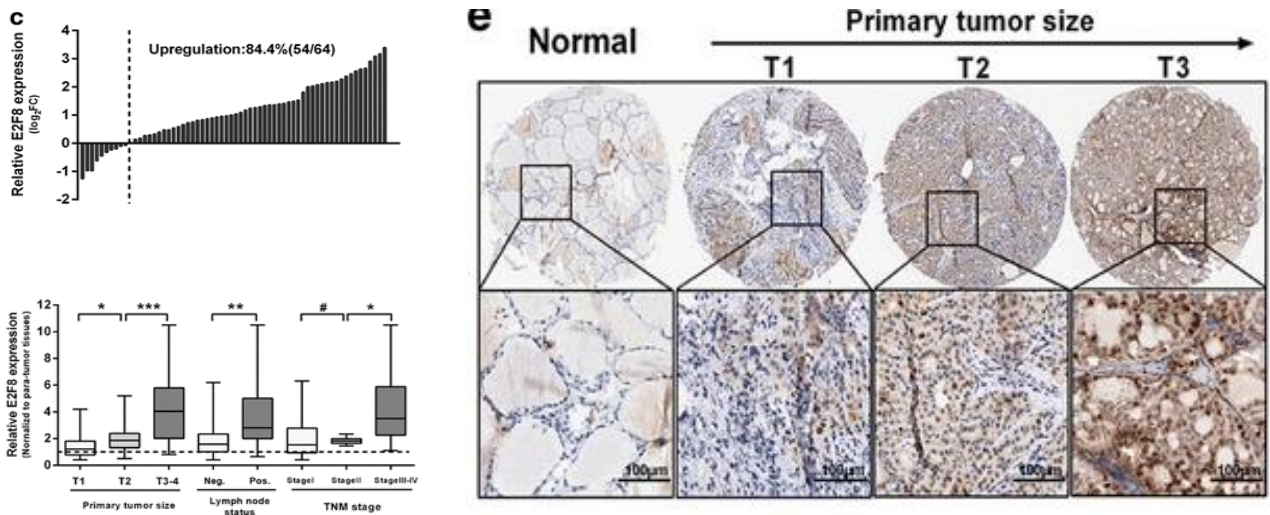 c
Relative E2F8 expression
(log2FC)
4
3
2
1
0
-1
-2
Upregulation:84.4%(54/64)
Relative E2F8 expression
(Normalizd to para-tumor tissues)
12
10
8
6
4
2
0
* *** ** # *
T1 T2 T3-4 Neg. Pos. StageI StageII StageIII-IV
Primary tumor size
Lymph node
status
TNM stage
e
Normal
Primary tumor size
T1 T2 T3
100μm 100μm 100μm 100μm